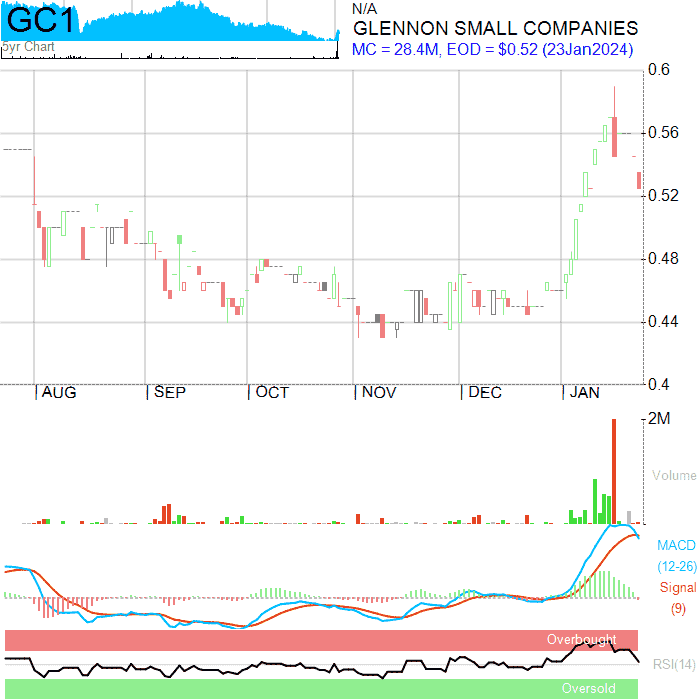 GC1
5yr Chart
N/A
GLENNON SMALL COMPANIES
MC = 28.4M, EOD = $0.52 (23Jan2024)
0.6
0.56
0.52
0.48
0.44
0.4
AUG SEP OCT NOV DEC JAN
2M
Volume
MACD
(12-26)
Signal
(9)
Overbought
RSI(14)
Oversold